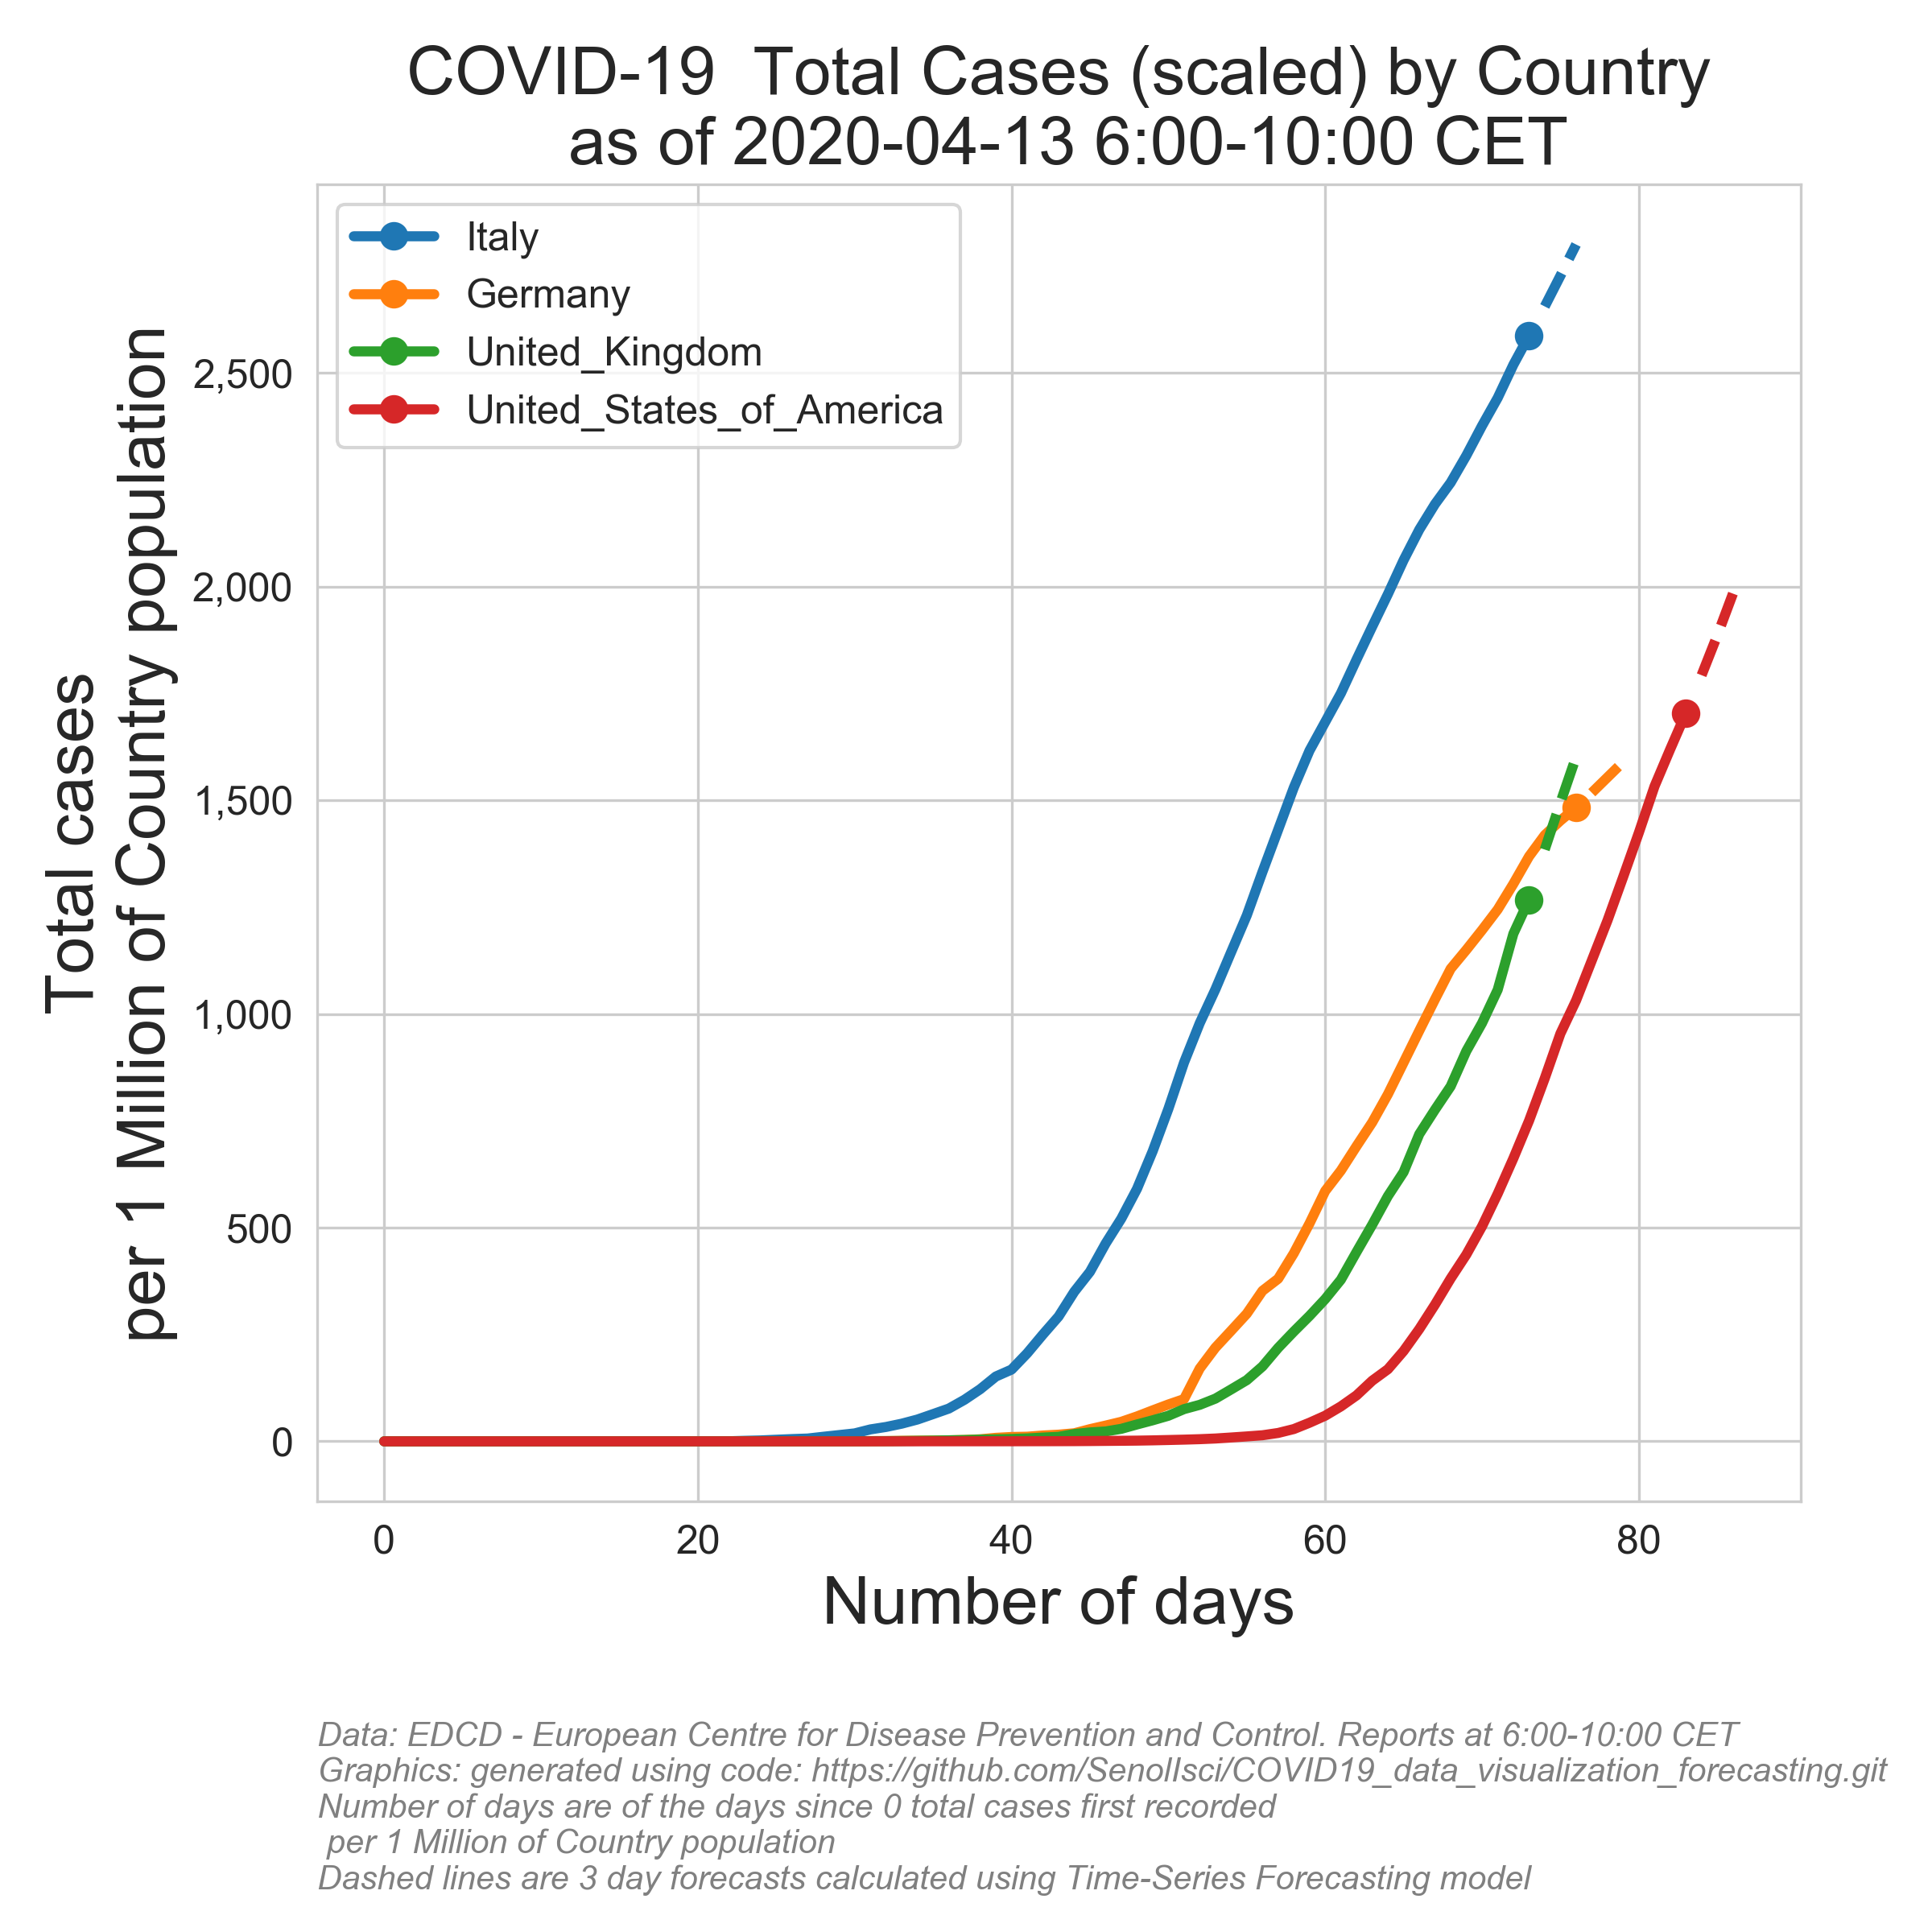 COVID-19  Total Cases (scaled) by Country
as of 2020-04-13 6:00-10:00 CET
Italy
Germany
United_Kingdom
United_States_of_America
Total cases
per 1 Million of Country population
2,500
2,000
1,500
1,000
500
0
0
20
40
60
80
Number of days
Data: EDCD - European Centre for Disease Prevention and Control. Reports at 6:00-10:00 CET
Graphics: generated using code: https://github.com/SenolIsci/COVID19_data_visualization_forecasting.git
Number of days are of the days since 0 total cases first recorded
per 1 Million of Country population
Dashed lines are 3 day forecasts calculated using Time-Series Forecasting model